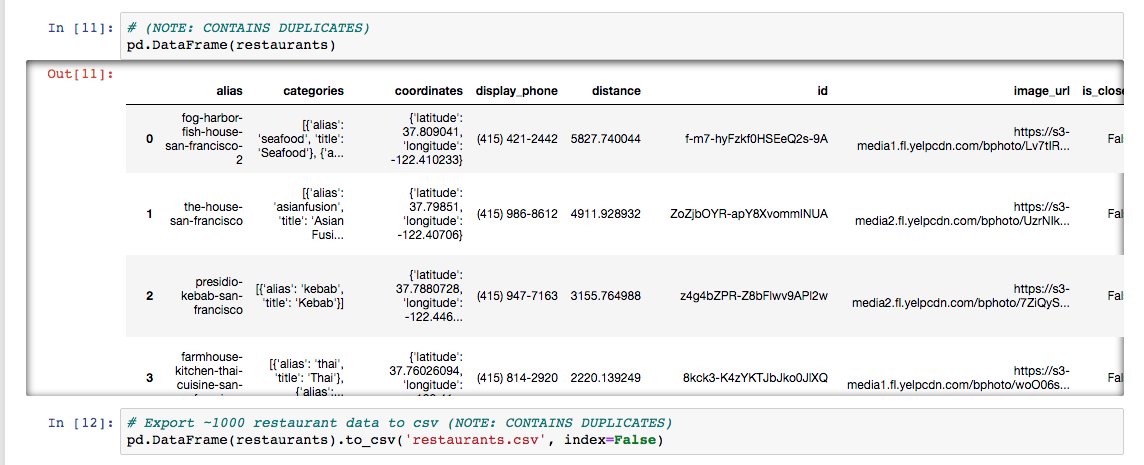 In [11]: # (NOTE: CONTAINS DUPLICATES)
pd.DataFrame(restaurants)
Out[11]:
alias categories coordinates display_phone distance id image_url is_close
0 fog-harbor-fish-house-san-francisco-2 [{'alias': 'seafood', 'title': 'Seafood'}, {'a... {'latitude': 37.809041, 'longitude': -122.410233} (415) 421-2442 5827.740044 f-m7-hyFzkf0HSEeQ2s-9A https://s3-media1.fl.yelpcdn.com/bphoto/Lv7tIR... Fal
1 the-house-san-francisco [{'alias': 'asianfusion', 'title': 'Asian Fusi... {'latitude': 37.79851, 'longitude': -122.40706} (415) 986-8612 4911.928932 ZoZjbOYR-apY8XvommlNUA https://s3-media2.fl.yelpcdn.com/bphoto/UzrNlk... Fal
2 presidio-kebab-san-francisco [{'alias': 'kebab', 'title': 'Kebab'}] {'latitude': 37.7880728, 'longitude': -122.446... (415) 947-7163 3155.764988 z4g4bZPR-Z8bFlwv9APl2w https://s3-media2.fl.yelpcdn.com/bphoto/7ZiQyS... Fal
3 farmhouse-kitchen-thai-cuisine-san- [{'alias': 'thai', 'title': 'Thai'}, {'alias':... {'latitude': 37.76026094, 'longitude': (415) 814-2920 2220.139249 8kck3-K4zYKTJbJko0JlXQ https://s3-media1.fl.yelpcdn.com/bphoto/woO06s... Fal
In [12]: # Export ~1000 restaurant data to csv (NOTE: CONTAINS DUPLICATES)
pd.DataFrame(restaurants).to_csv('restaurants.csv', index=False)